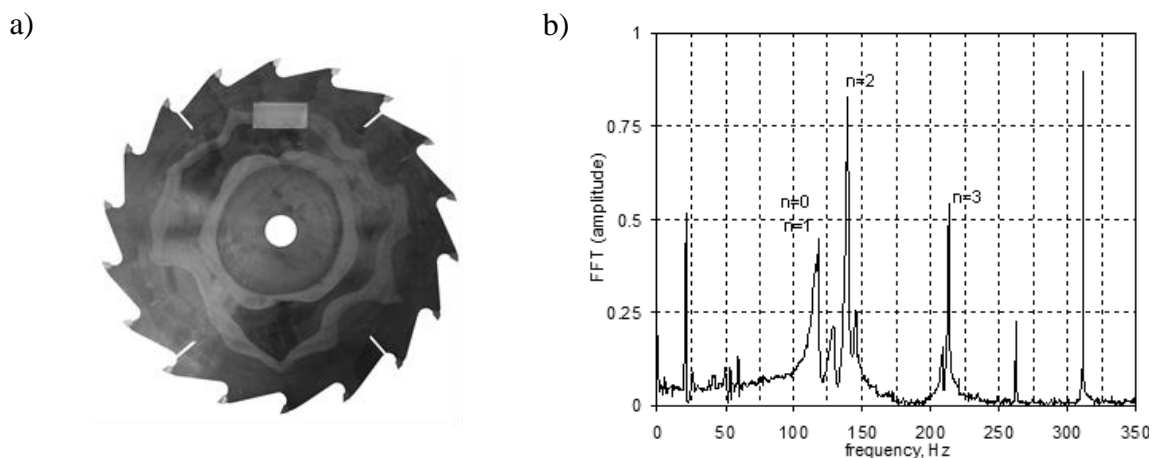 a)
b)
1
0.75
0.5
0.25
0
FFT (amplitude)
n=0
n=1
n=2
n=3
0 50 100 150 200 250 300 350
frequency, Hz